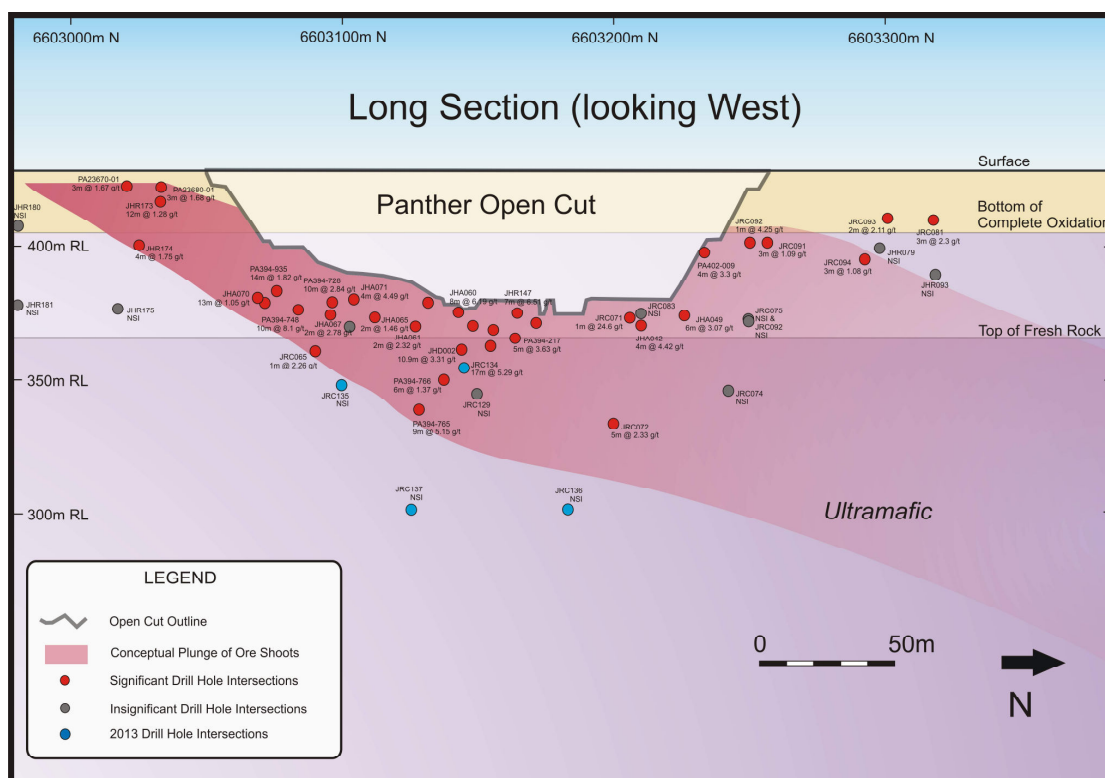 6603000m N
6603100m N
6603200m N
6603300m N
Long Section (looking West)
Surface
Panther Open Cut
Bottom of
Complete Oxidation
Top of Fresh Rock
400m RL
350m RL
300m RL
PA23670-01
3m @ 1.67 g/t
3m @ 1.68 g/t
JHR173
12m @ 1.28 g/t
JHR180
NSI
JHR174
4m @ 1.75 g/t
JHR181
NSI
NSI
PA394-935
14m @ 1.82 g/t
JHA070
13m @ 1.05 g/t
PA394-748
10m @ 8.1 g/t
10m @ 2.84 g/t
JHA067
2m @ 2.78 g/t
JHA071
4m @ 4.49 g/t
JHA065
2m @ 1.46 g/t
JHA061
2m @ 2.32 g/t
JHA060
8m @ 6.19 g/t
JHR147
7m @ 6.51 g/t
JHD002
10.9m @ 3.31 g/t
JRC134
17m @ 5.29 g/t
PA394-217
5m @ 3.63 g/t
JRC065
1m @ 2.26 g/t
JRC135
NSI
PA394-766
6m @ 1.37 g/t
JRC129
NSI
PA394-765
9m @ 5.15 g/t
JRC071
1m @ 24.6 g/t
JRC083
NSI
4m @ 4.42 g/t
JHA049
6m @ 3.07 g/t
PA402-009
4m @ 3.3 g/t
JRC092
1m @ 4.25 g/t
JRC091
3m @ 1.09 g/t
NSI &
JRC092
NSI
JRC074
NSI
JRC072
5m @ 2.33 g/t
JRC093
2m @ 2.11 g/t
JRC081
3m @ 2.3 g/t
JRC094
3m @ 1.08 g/t
JHR079
NSI
JHR093
NSI
JRC137
NSI
JRC136
NSI
Ultramafic
LEGEND
Open Cut Outline
Conceptual Plunge of Ore Shoots
Significant Drill Hole Intersections
Insignificant Drill Hole Intersections
2013 Drill Hole Intersections
0
50m
N